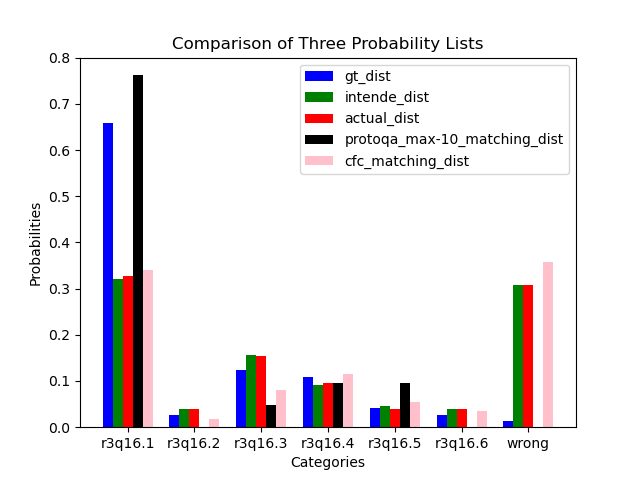 Comparison of Three Probability Lists
0.8
0.7
0.6
0.5
0.4
0.3
0.2
0.1
0.0
Probabilities
gt_dist
intende_dist
actual_dist
protoqa_max-10_matching_dist
cfc_matching_dist
r3q16.1 r3q16.2 r3q16.3 r3q16.4 r3q16.5 r3q16.6 wrong
Categories